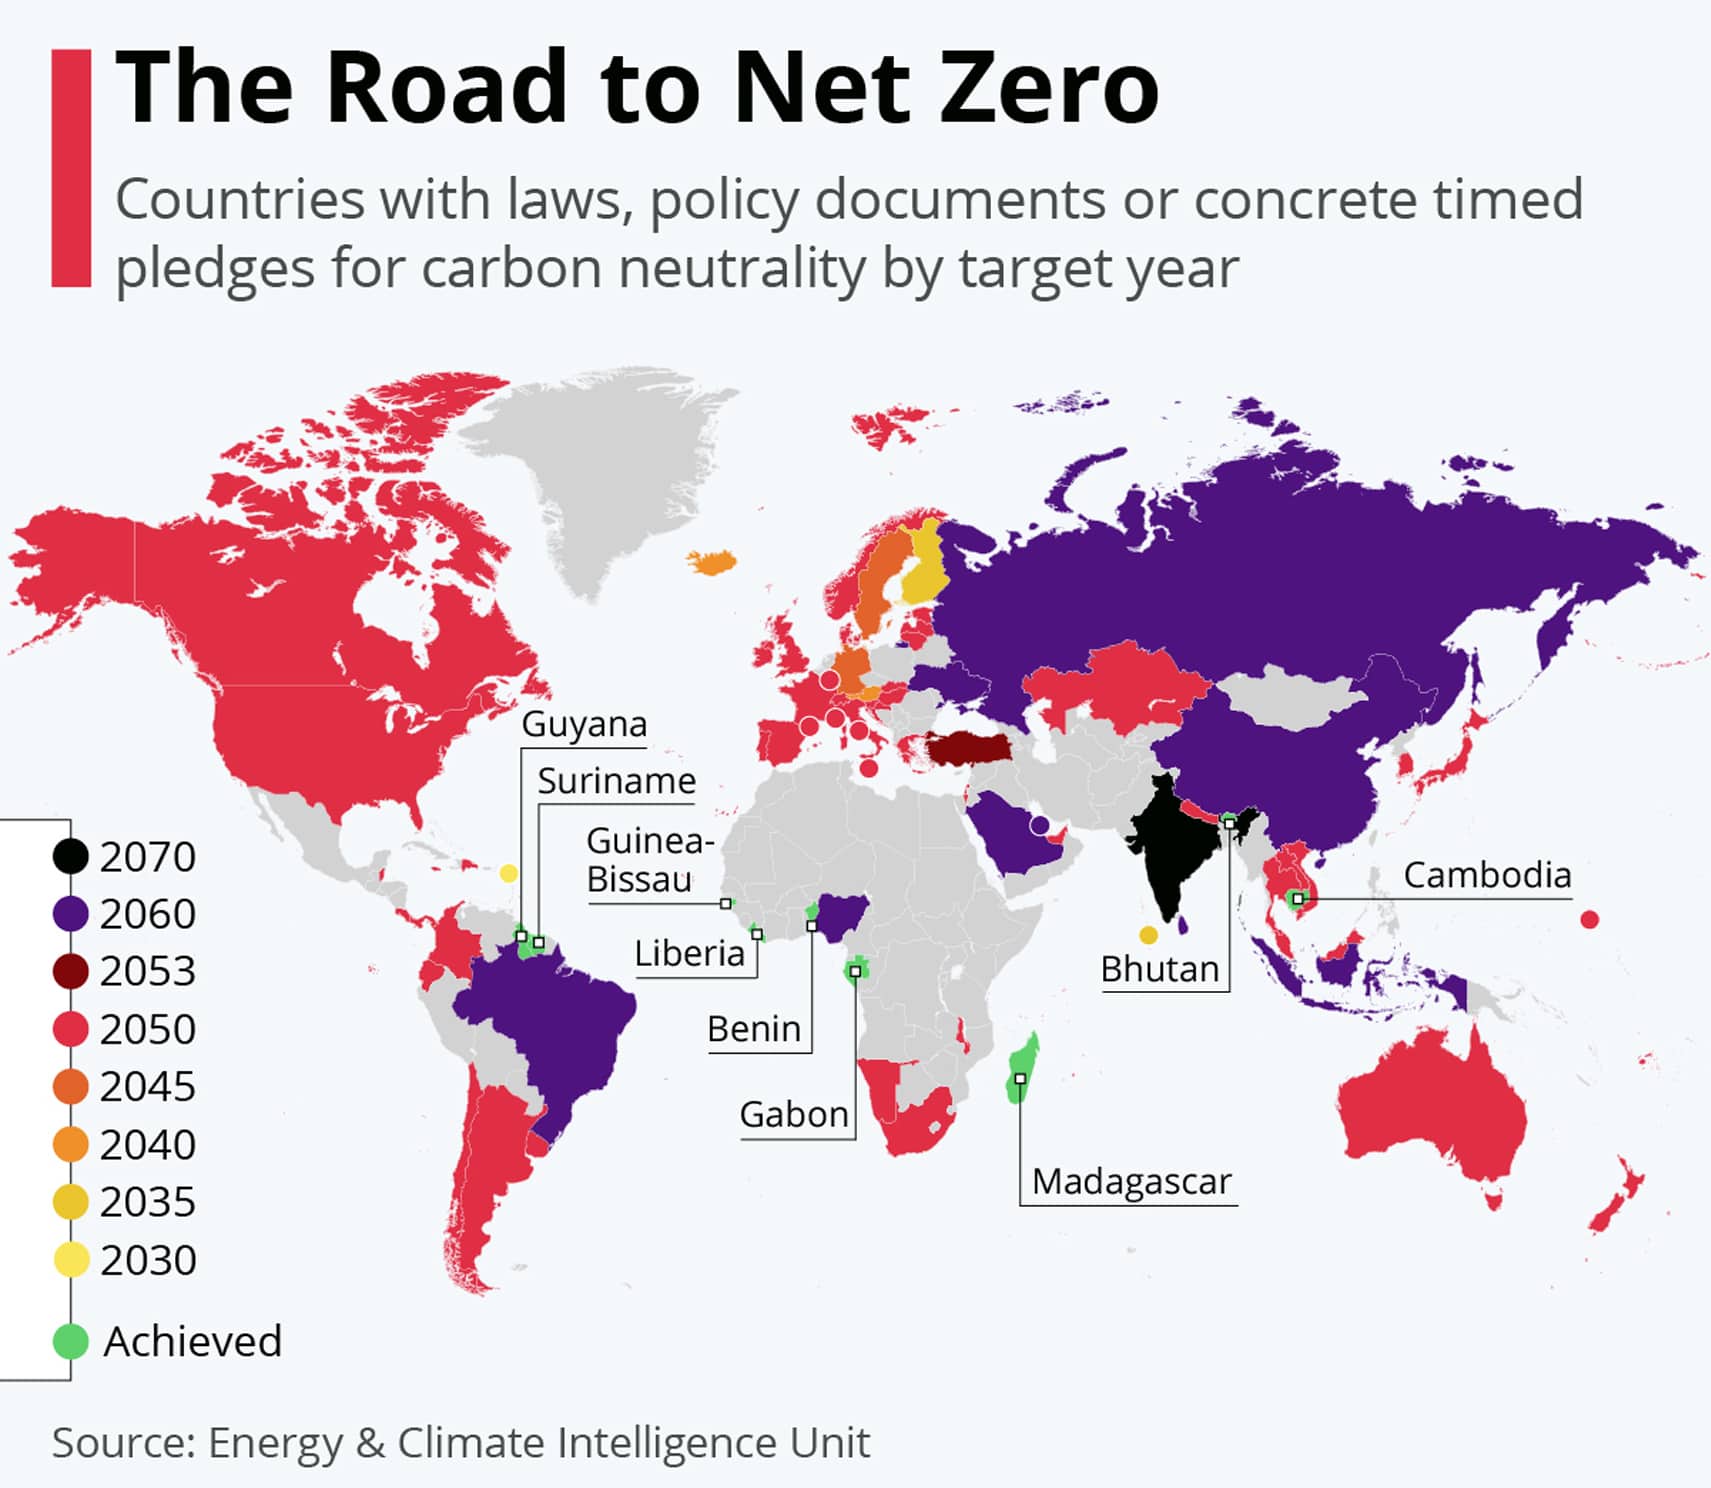 The Road to Net Zero
Countries with laws, policy documents or concrete timed
pledges for carbon neutrality by target year
Guyana
Suriname
Guinea-
Bissau
Liberia
Benin
Gabon
Madagascar
Bhutan
Cambodia
2070
2060
2053
2050
2045
2040
2035
2030
Achieved
Source: Energy & Climate Intelligence Unit